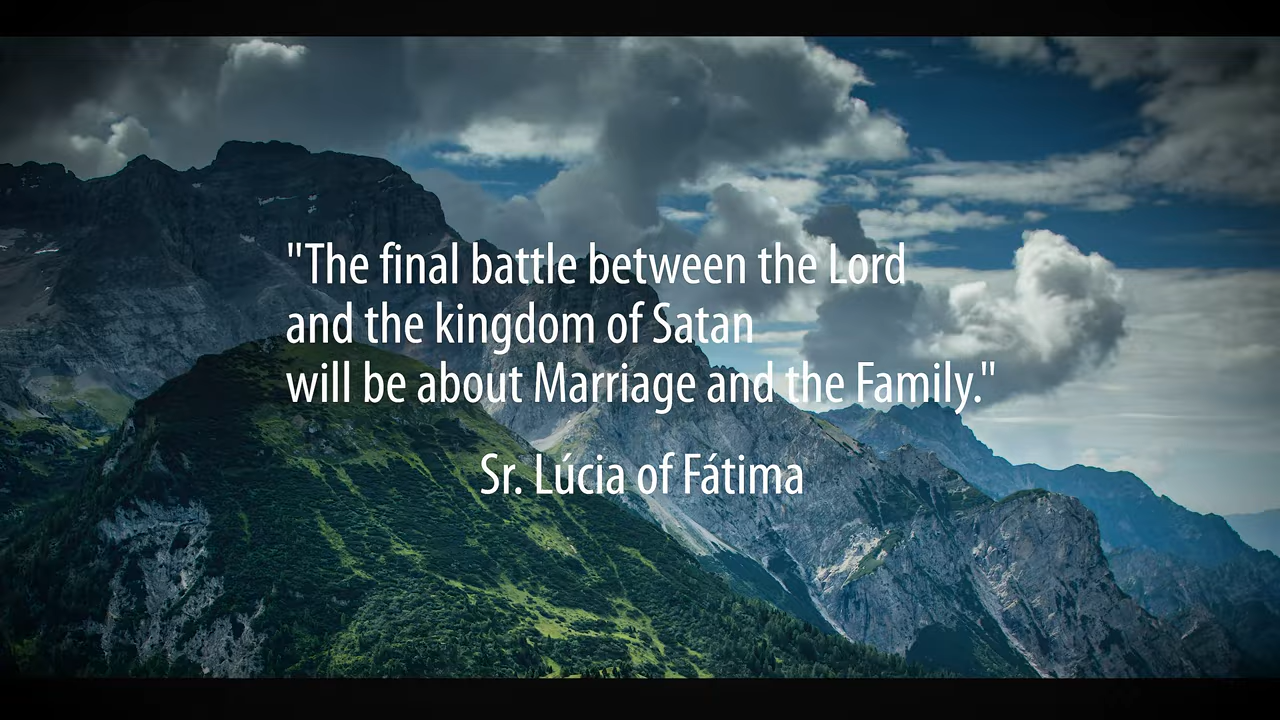 "The final battle between the Lord
and the kingdom of Satan
will be about Marriage and the Family."
Sr. Lúcia of Fátima